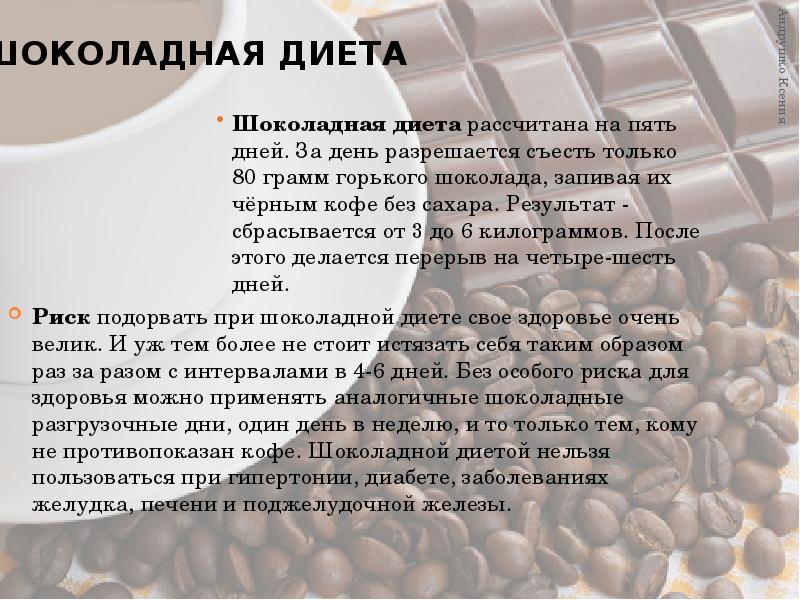 ШОКОЛАДНАЯ ДИЕТА
Андрушко Ксения
Шоколадная диета рассчитана на пять
дней. За день разрешается съесть только
80 грамм горького шоколада, запивая их
чёрным кофе без сахара. Результат -
сбрасывается от 3 до 6 килограммов. После
этого делается перерыв на четыре-шесть
дней.
Риск подорвать при шоколадной диете свое здоровье очень
велик. И уж тем более не стоит истязать себя таким образом
раз за разом с интервалами в 4-6 дней. Без особого риска для
здоровья можно применять аналогичные шоколадные
разгрузочные дни, один день в неделю, и то только тем, кому
не противопоказан кофе. Шоколадной диетой нельзя
пользоваться при гипертонии, диабете, заболеваниях
желудка, печени и поджелудочной железы.